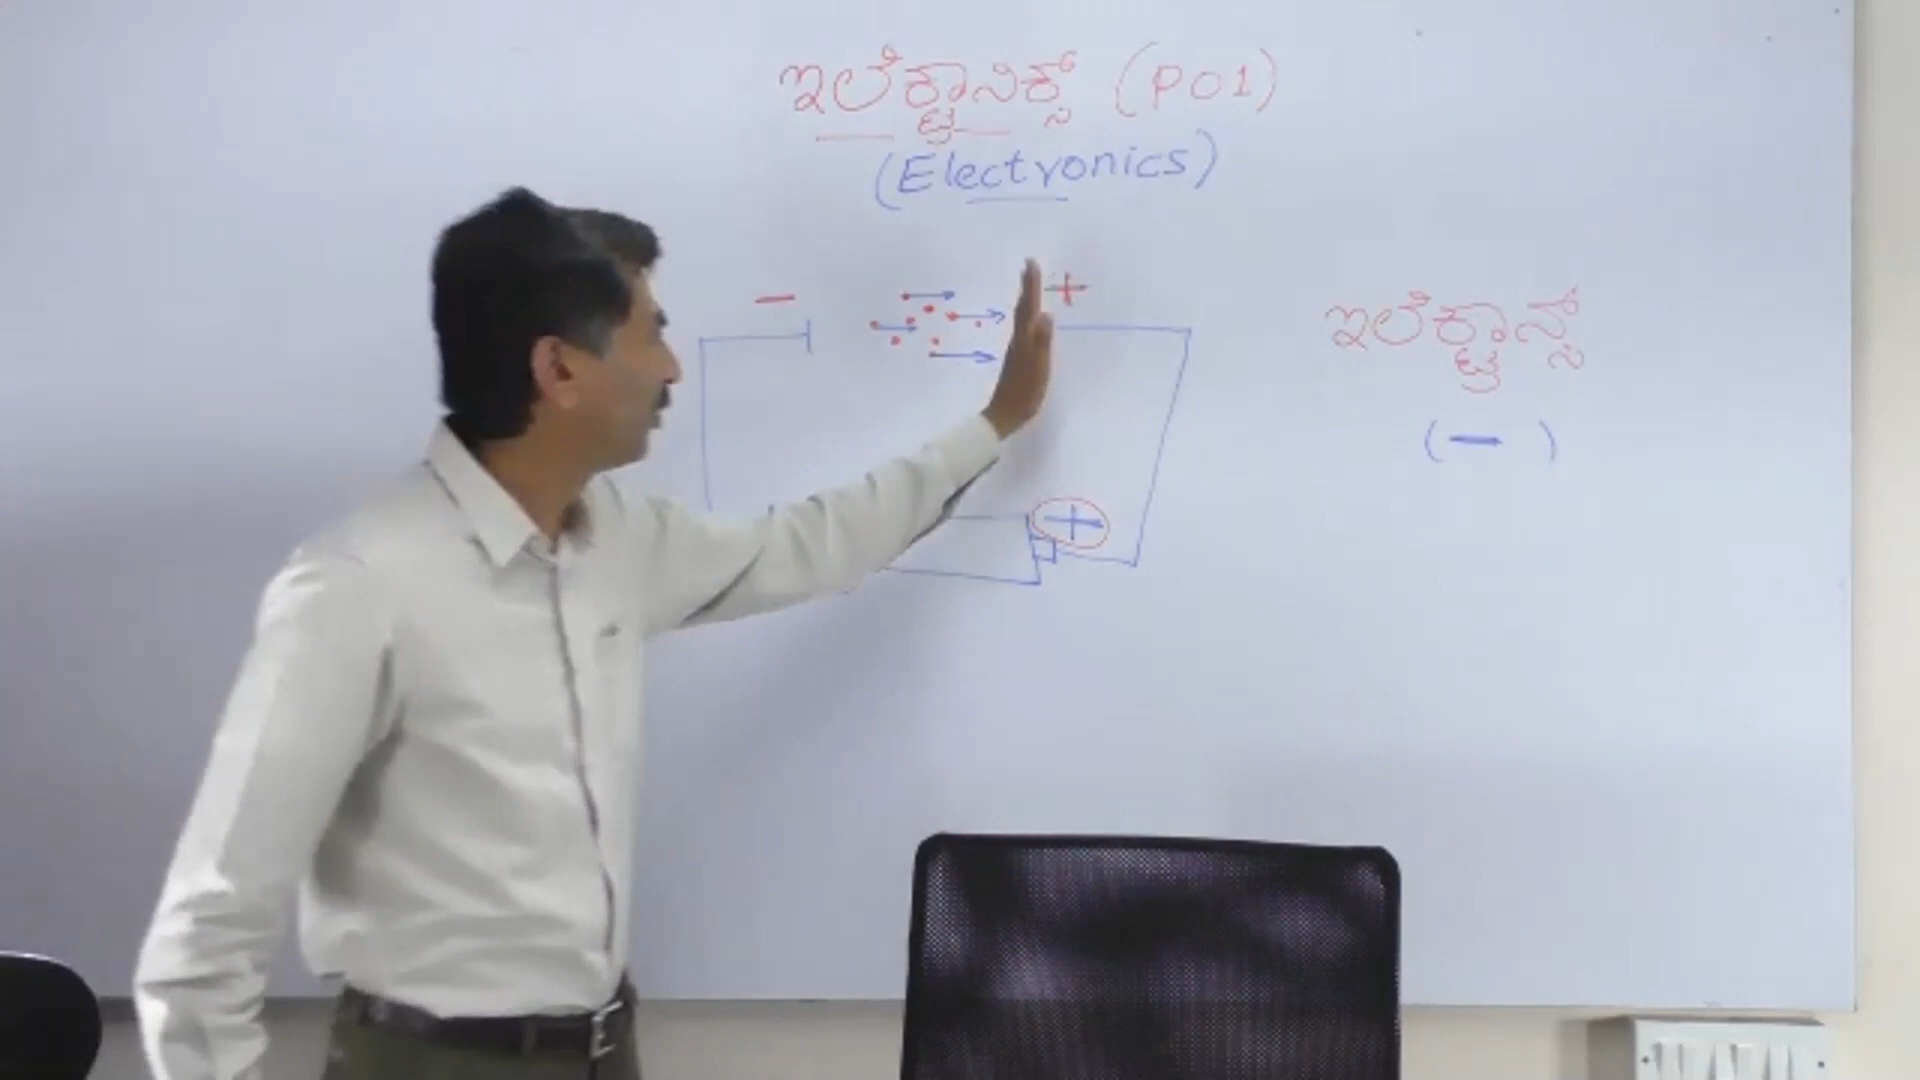 ಇಲೆಕ್ಟ್ರಾನಿಕ್ಸ್ (P01)
(Electronics)
− +
ಇಲೆಕ್ಟ್ರಾನ್ಸ್
(−)
+